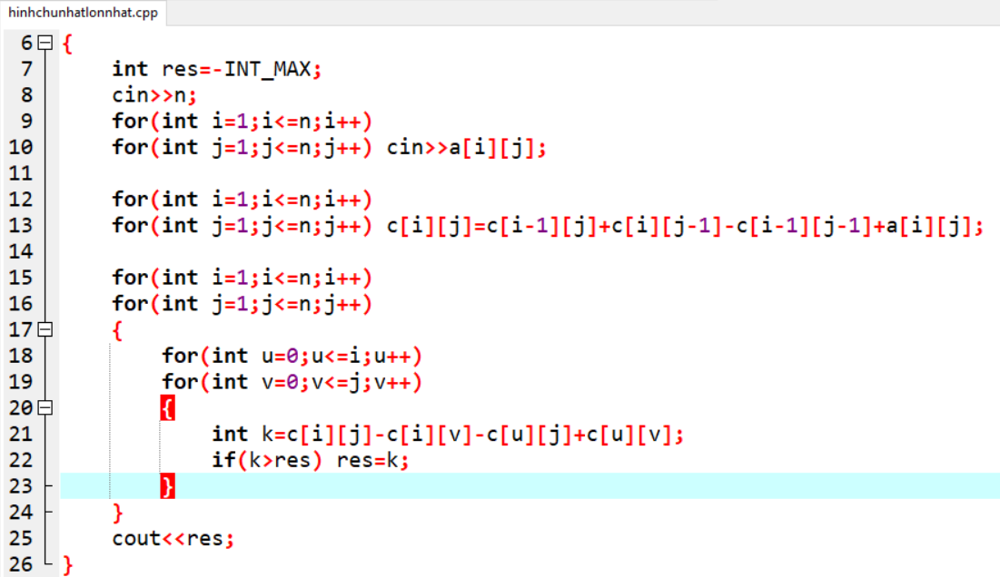 hinhchunhatlonnhat.cpp
6 {
7 int res=-INT_MAX;
8 cin>>n;
9 for(int i=1;i<=n;i++)
10 for(int j=1;j<=n;j++) cin>>a[i][j];
11
12 for(int i=1;i<=n;i++)
13 for(int j=1;j<=n;j++) c[i][j]=c[i-1][j]+c[i][j-1]-c[i-1][j-1]+a[i][j];
14
15 for(int i=1;i<=n;i++)
16 for(int j=1;j<=n;j++)
17 {
18 for(int u=0;u<=i;u++)
19 for(int v=0;v<=j;v++)
20 {
21 int k=c[i][j]-c[i][v]-c[u][j]+c[u][v];
22 if(k>res) res=k;
23 }
24 }
25 cout<<res;
26 }